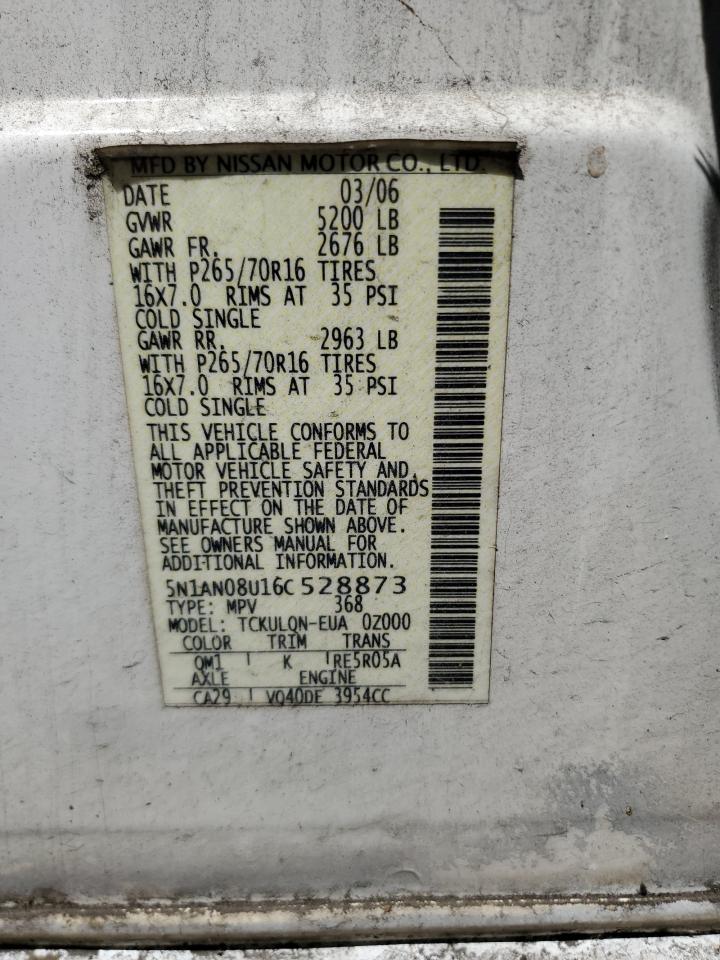 MFD BY NISSAN MOTOR CO., LTD.
DATE 03/06
GVWR 5200 LB
GAWR FR. 2676 LB
WITH P265/70R16 TIRES
16X7.0 RIMS AT 35 PSI
COLD SINGLE
GAWR RR. 2963 LB
WITH P265/70R16 TIRES
16X7.0 RIMS AT 35 PSI
COLD SINGLE
THIS VEHICLE CONFORMS TO
ALL APPLICABLE FEDERAL
MOTOR VEHICLE SAFETY AND
THEFT PREVENTION STANDARDS
IN EFFECT ON THE DATE OF
MANUFACTURE SHOWN ABOVE.
SEE OWNERS MANUAL FOR
ADDITIONAL INFORMATION.
5N1AN08U16C528873
TYPE: MPV 368
MODEL: TCKULQN-EUA 0Z000
COLOR TRIM TRANS
QM1 K RE5R05A
AXLE ENGINE
CA29 VQ40DE 3954CC